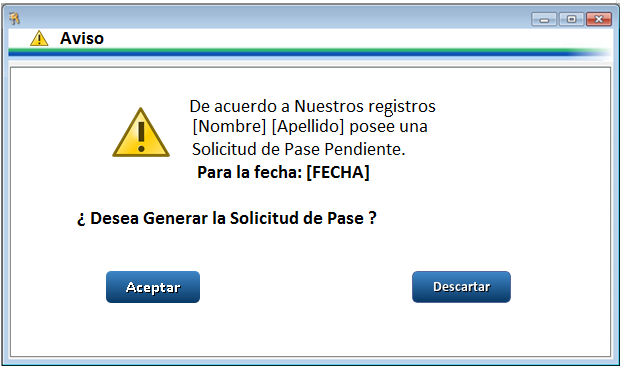 Aviso
De acuerdo a Nuestros registros
[Nombre] [Apellido] posee una
Solicitud de Pase Pendiente.
Para la fecha: [FECHA]
¿ Desea Generar la Solicitud de Pase ?
Aceptar
Descartar